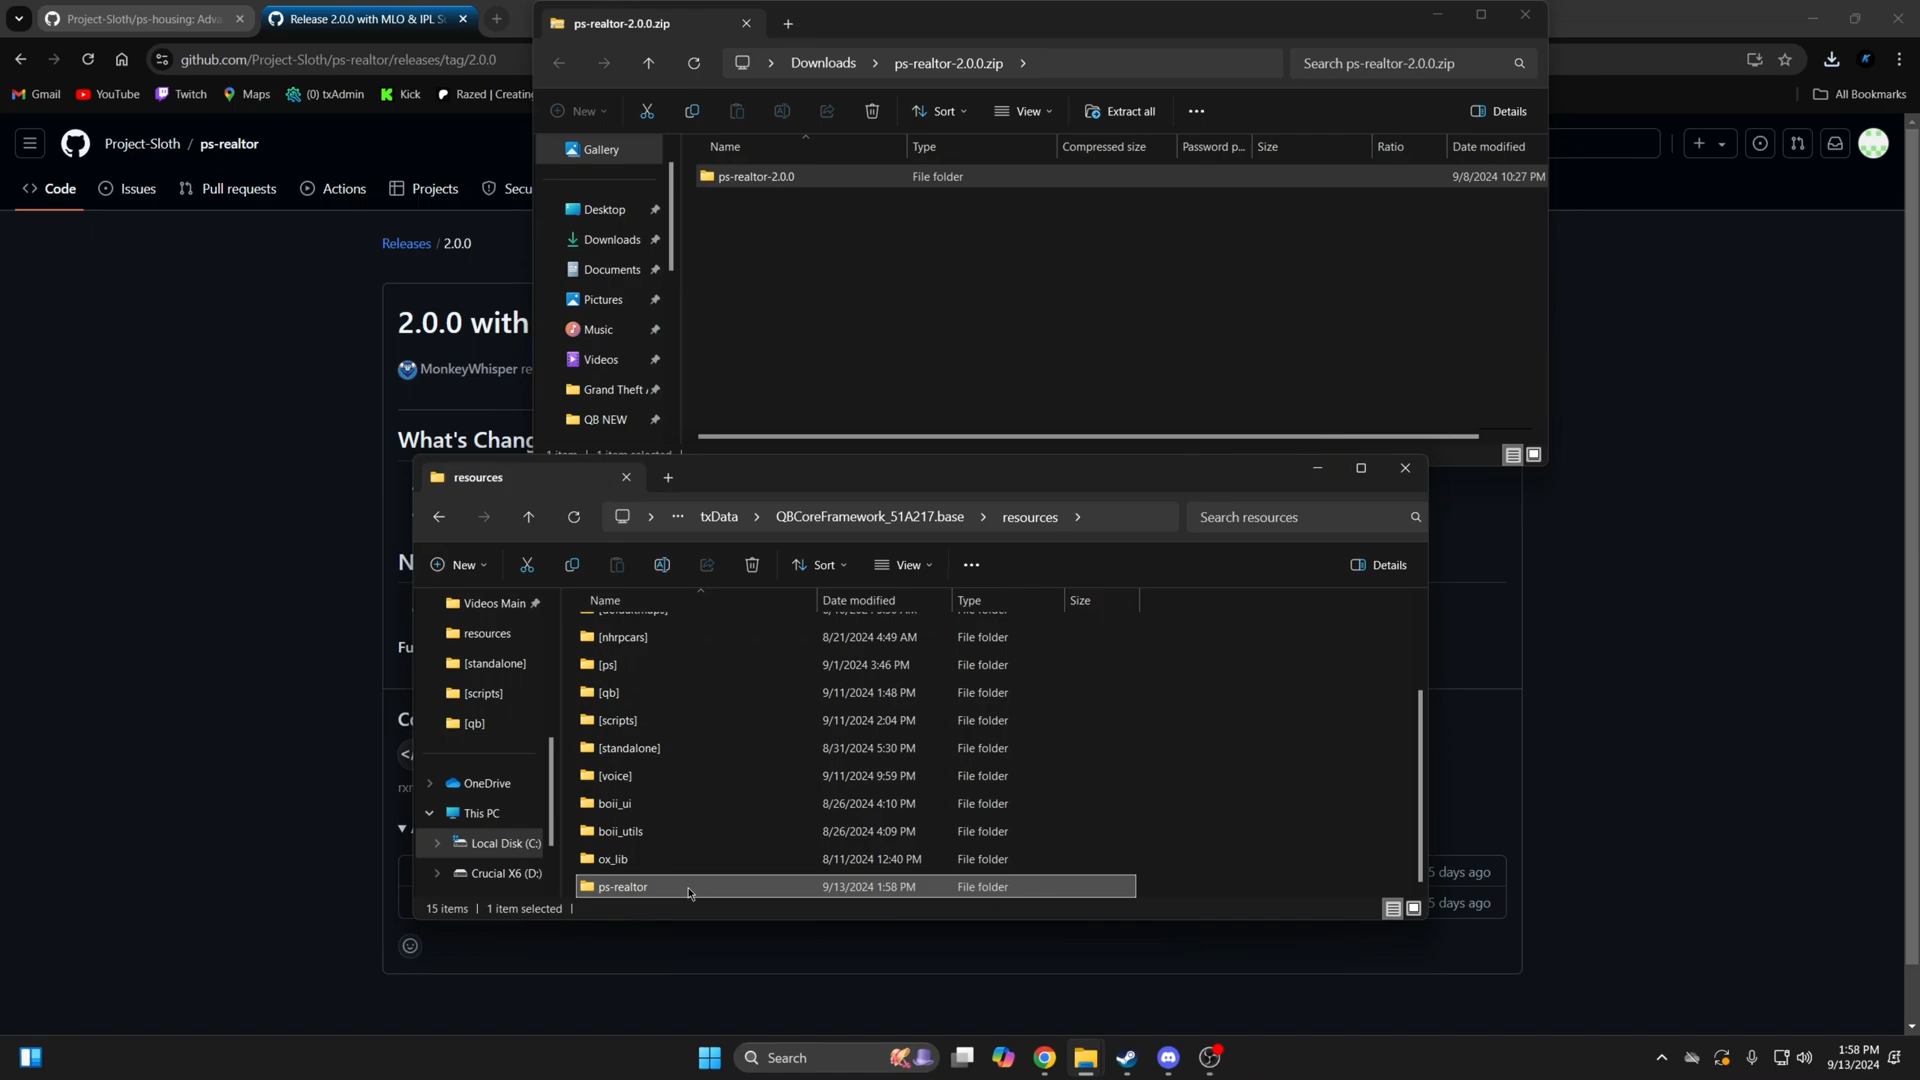 Project-Sloth/ps-housing: Adva
Release 2.0.0 with MLO & IPL S
github.com/Project-Sloth/ps-realtor/releases/tag/2.0.0
Gmail YouTube Twitch Maps (0) txAdmin Kick Razed | Creatin
All Bookmarks
Project-Sloth / ps-realtor
Code Issues Pull requests Actions Projects Secu
Releases / 2.0.0
2.0.0 with
MonkeyWhisper re
What's Chang
ps-realtor-2.0.0.zip
Downloads > ps-realtor-2.0.0.zip >
Search ps-realtor-2.0.0.zip
New Sort View Extract all Details
Name Type Compressed size Password p... Size Ratio Date modified
ps-realtor-2.0.0 File folder 9/8/2024 10:27 PM
Gallery
Desktop
Downloads
Documents
Pictures
Music
Videos
Grand Theft
QB NEW
resources
txData > QBCoreFramework_51A217.base > resources >
Search resources
New Sort View Details
Name Date modified Type Size
Videos Main
resources
[standalone]
[scripts]
[qb]
OneDrive
This PC
Local Disk (C:)
Crucial X6 (D:)
[nhrpcars] 8/21/2024 4:49 AM File folder
[ps] 9/1/2024 3:46 PM File folder
[qb] 9/11/2024 1:48 PM File folder
[scripts] 9/11/2024 2:04 PM File folder
[standalone] 8/31/2024 5:30 PM File folder
[voice] 9/11/2024 9:59 PM File folder
boii_ui 8/26/2024 4:10 PM File folder
boii_utils 8/26/2024 4:09 PM File folder
ox_lib 8/11/2024 12:40 PM File folder
ps-realtor 9/13/2024 1:58 PM File folder
15 items | 1 item selected |
5 days ago
5 days ago
Search
1:58 PM
9/13/2024